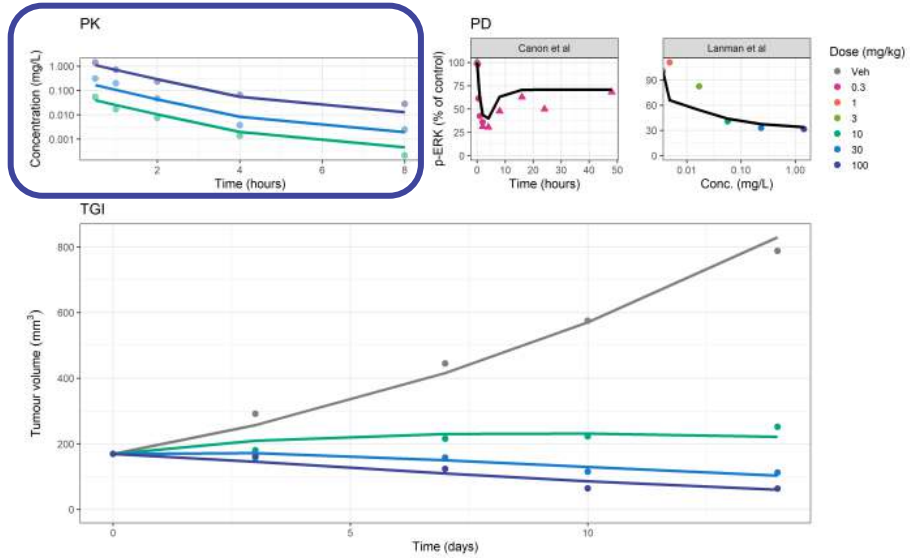 PK
Concentration (mg/L)
1.000
0.100
0.010
0.001
2
4
6
8
Time (hours)
PD
Canon et al
p-ERK (% of control)
100
75
50
25
0
0
10
20
30
40
50
Time (hours)
Lanman et al
90
60
30
0
0.01
0.10
1.00
Conc. (mg/L)
Dose (mg/kg)
Veh
0.3
1
3
10
30
100
TGI
Tumour volume (mm³)
800
600
400
200
0
0
5
10
Time (days)